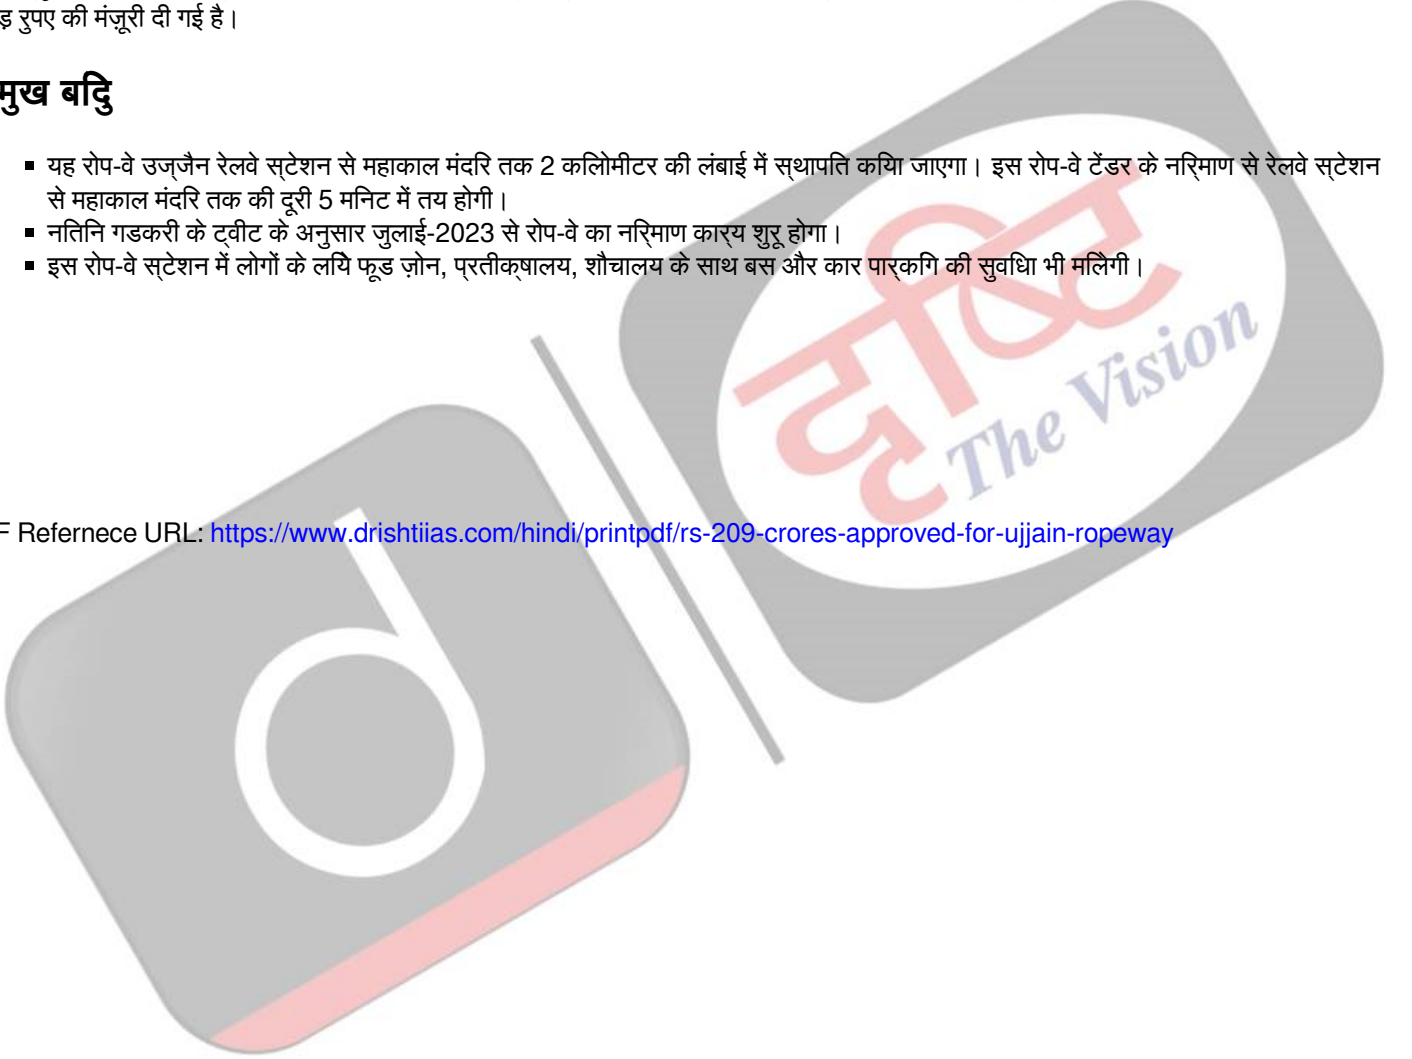 ड़ रुपए की मंज़ूरी दी गई है।
मुख बिंदु
यह रोप-वे उज्जैन रेलवे स्टेशन से महाकाल मंदिर तक 2 किलोमीटर की लंबाई में स्थापित किया जाएगा। इस रोप-वे टेंडर के निर्माण से रेलवे स्टेशन
से महाकाल मंदिर तक की दूरी 5 मिनट में तय होगी।
नितिन गडकरी के ट्वीट के अनुसार जुलाई-2023 से रोप-वे का निर्माण कार्य शुरू होगा।
इस रोप-वे स्टेशन में लोगों के लिये फूड ज़ोन, प्रतीक्षालय, शौचालय के साथ बस और कार पार्किंग की सुविधा भी मिलेगी।
दृष्टि
The Vision
F Refernece URL: https://www.drishtiias.com/hindi/printpdf/rs-209-crores-approved-for-ujjain-ropeway
d